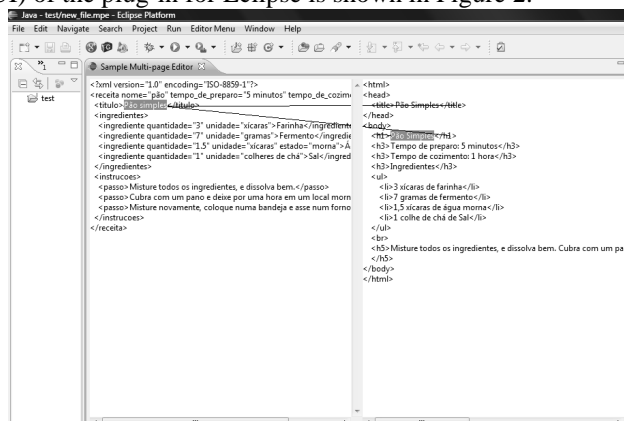 of the plug-in for Eclipse is shown in Figure 2.
Java - test/new_file.mpe - Eclipse Platform
File Edit Navigate Search Project Run Editor Menu Window Help
Sample Multi-page Editor
test
<?xml version="1.0" encoding="ISO-8859-1"?>
<receita nome="pão" tempo_de_preparo="5 minutos" tempo_de_cozim
<titulo>Pão simples</titulo>
<ingredientes>
<ingrediente quantidade="3" unidade="xícaras">Farinha</ingrediente
<ingrediente quantidade="7" unidade="gramas">Fermento</ingredie
<ingrediente quantidade="1.5" unidade="xícaras" estado="morna">Á
<ingrediente quantidade="1" unidade="colheres de chá">Sal</ingred
</ingredientes>
<instrucoes>
<passo>Misture todos os ingredientes, e dissolva bem.</passo>
<passo>Cubra com um pano e deixe por uma hora em um local morn
<passo>Misture novamente, coloque numa bandeja e asse num forno
</instrucoes>
</receita>
<html>
<head>
<title>Pão Simples</title>
</head>
<body>
<h1>Pão Simples</h1>
<h3>Tempo de preparo: 5 minutos</h3>
<h3>Tempo de cozimento: 1 hora</h3>
<h3>Ingredientes</h3>
<ul>
<li>3 xícaras de farinha</li>
<li>7 gramas de fermento</li>
<li>1,5 xícaras de água morna</li>
<li>1 colhe de chá de Sal</li>
</ul>
<br>
<h5>Misture todos os ingredientes, e dissolva bem. Cubra com um pa
</h5>
</body>
</html>